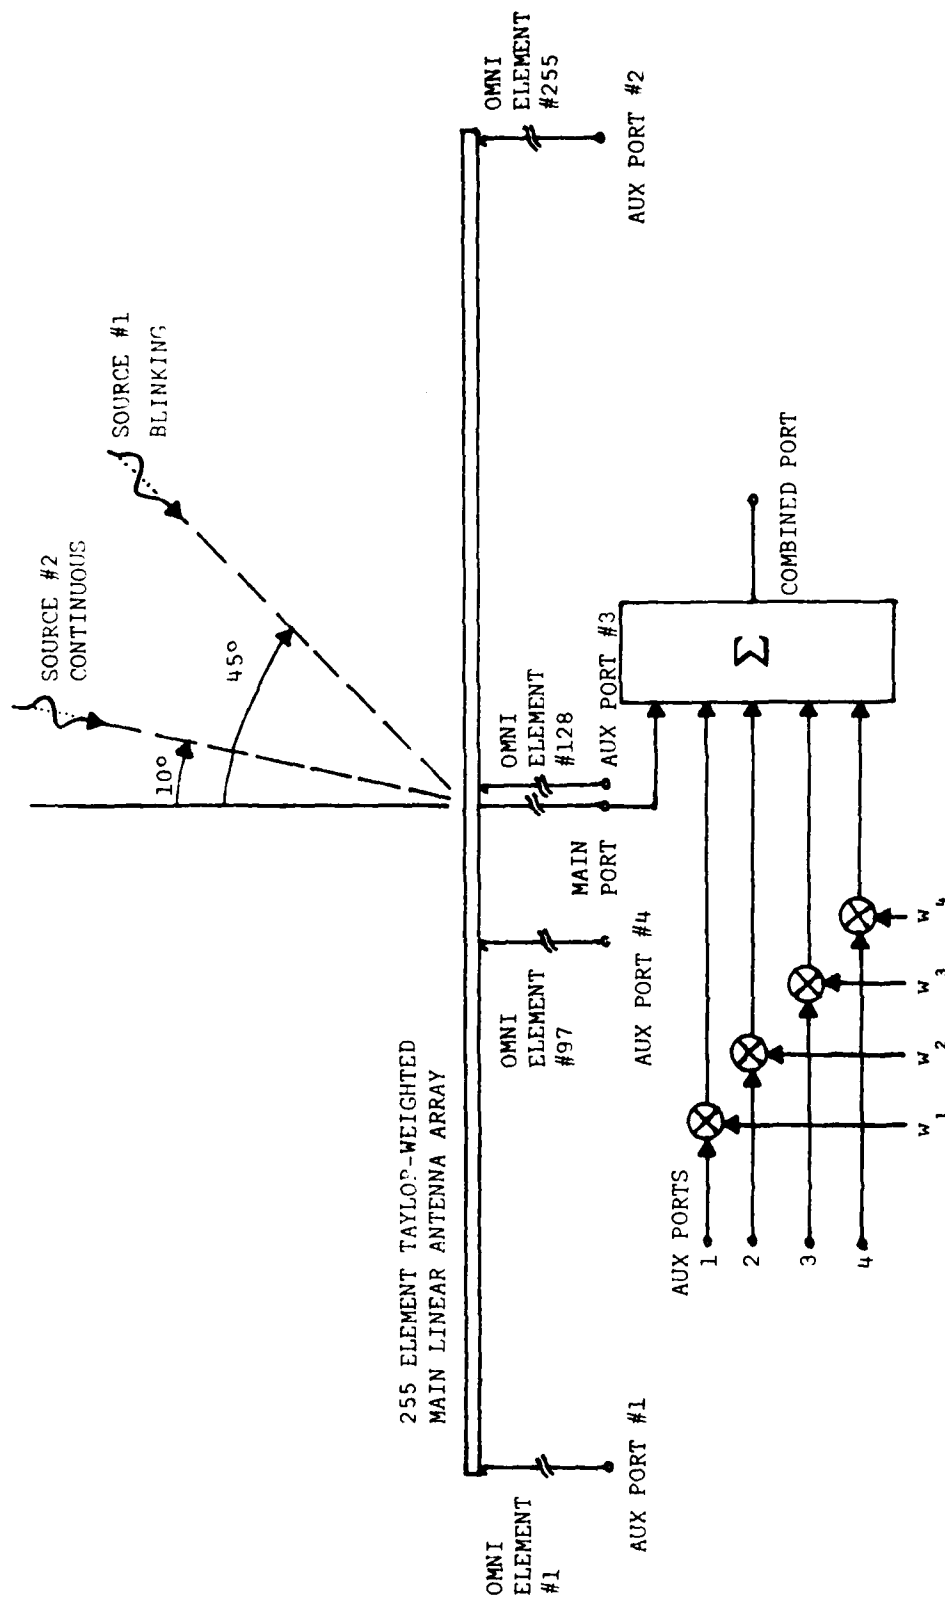 SOURCE #2
CONTINUOUS
SOURCE #1
BLINKING
10°
45°
255 ELEMENT TAYLOR-WEIGHTED
MAIN LINEAR ANTENNA ARRAY
OMNI
ELEMENT
#1
AUX PORT #1
OMNI
ELEMENT
#97
AUX PORT #4
MAIN
PORT
OMNI
ELEMENT
#128
AUX PORT #3
OMNI
ELEMENT
#255
AUX PORT #2
AUX PORTS
1
2
3
4
Σ
COMBINED PORT
W1
W2
W3
W4